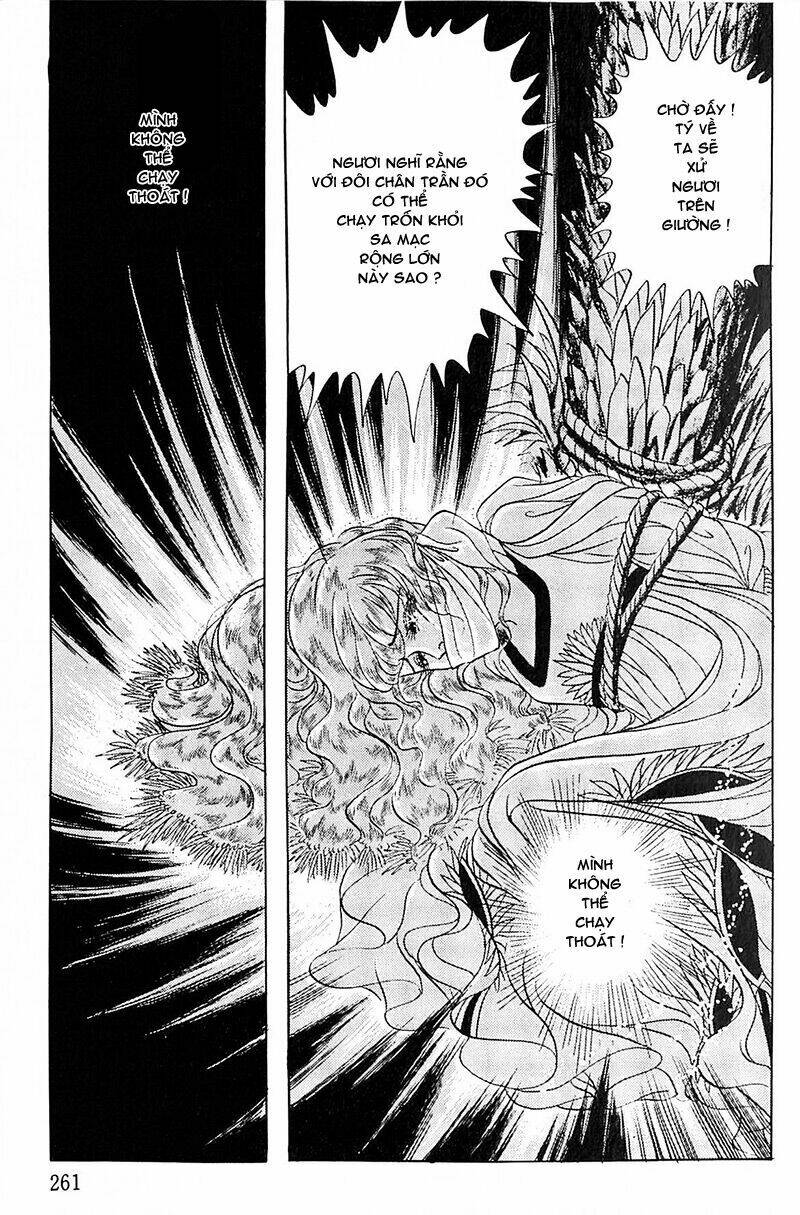 CHỜ ĐẤY !
TÝ VỀ
TA SẼ
XỬ
NGƯƠI
TRÊN
GIƯỜNG !
NGƯƠI NGHĨ RẰNG
VỚI ĐÔI CHÂN TRẦN ĐÓ
CÓ THỂ
CHẠY TRỐN KHỎI
SA MẠC
RỘNG LỚN
NÀY SAO ?
MÌNH
KHÔNG
THỂ
CHẠY
THOÁT !
MÌNH
KHÔNG
THỂ
CHẠY
THOÁT !
261